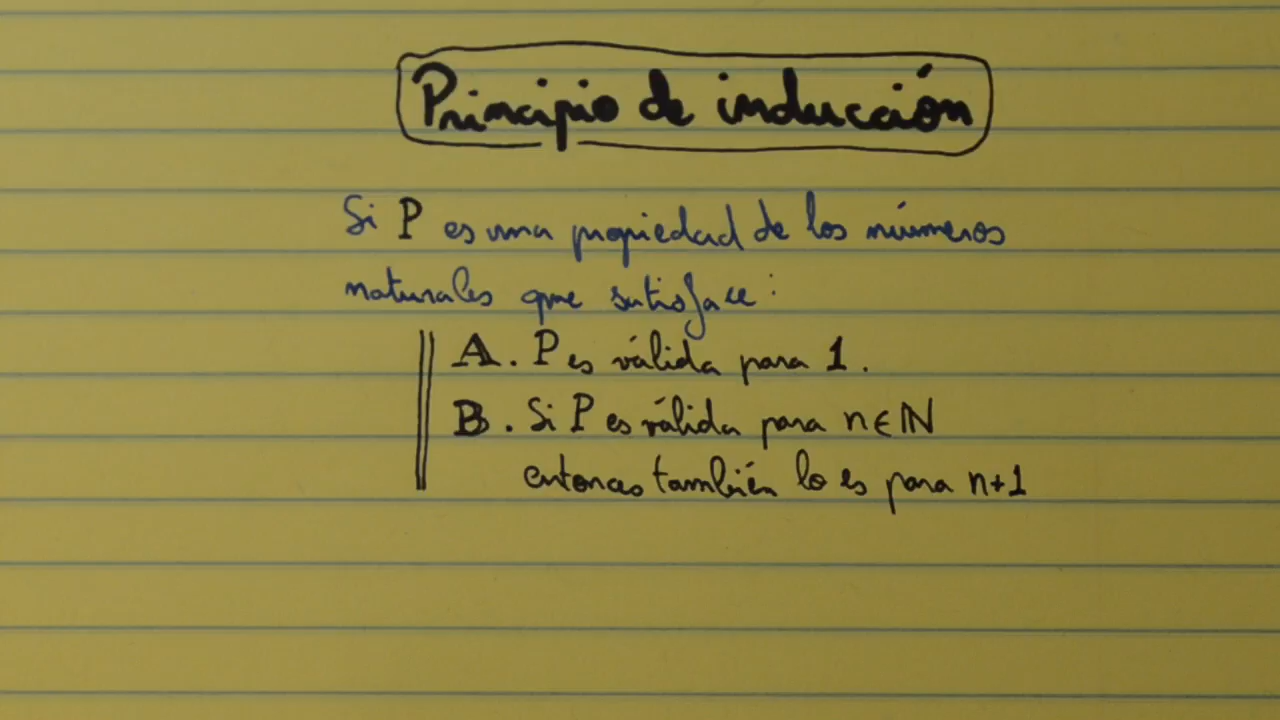 Principio de inducción
Si P es una propiedad de los números
naturales que satisface:
A. P es válida para 1.
B. Si P es válida para n∈ℕ
entonces también lo es para n+1